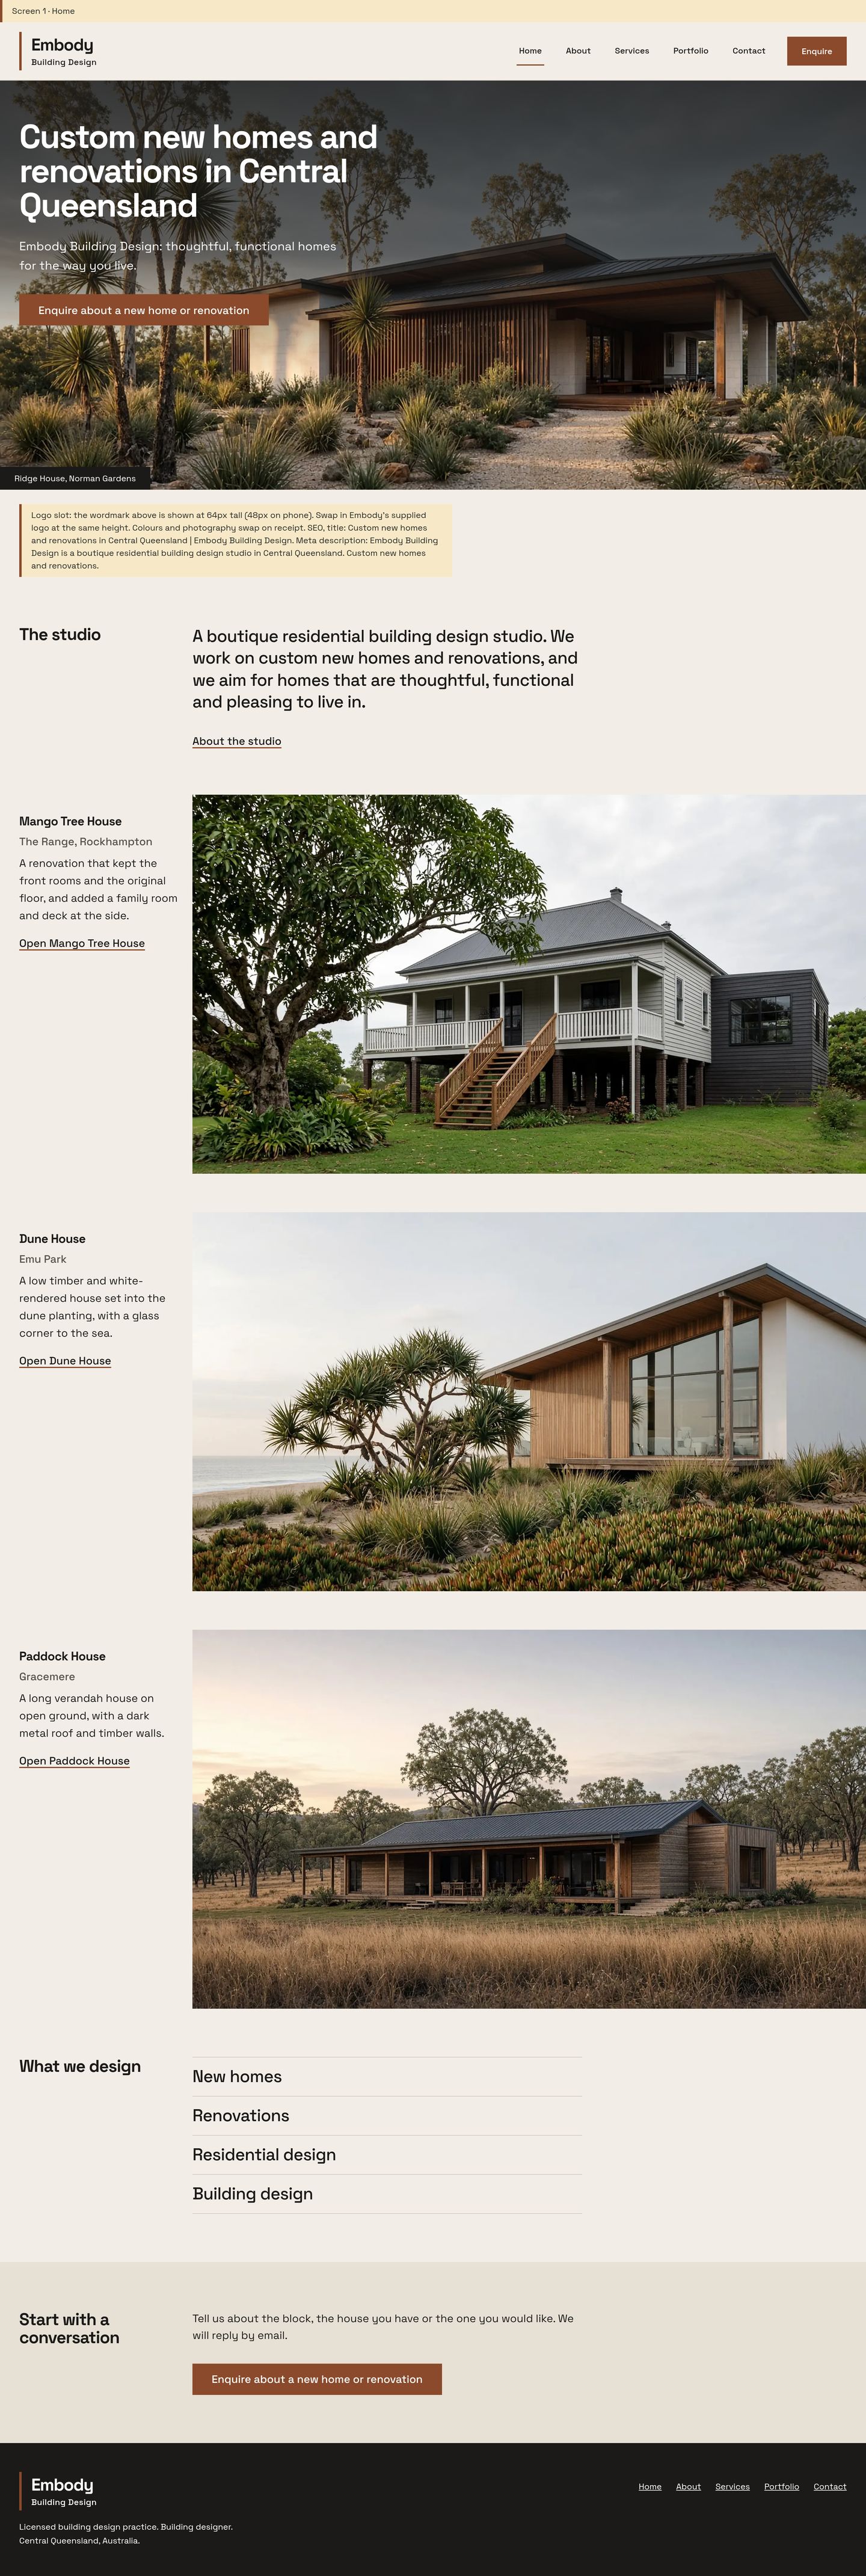 Screen 1 · Home
Embody
Building Design
Home
About
Services
Portfolio
Contact
Enquire
Custom new homes and
renovations in Central
Queensland
Embody Building Design: thoughtful, functional homes
for the way you live.
Enquire about a new home or renovation
Ridge House, Norman Gardens
Logo slot: the wordmark above is shown at 64px tall (48px on phone). Swap in Embody's supplied
logo at the same height. Colours and photography swap on receipt. SEO, title: Custom new homes
and renovations in Central Queensland | Embody Building Design. Meta description: Embody Building
Design is a boutique residential building design studio in Central Queensland. Custom new homes
and renovations.
The studio
A boutique residential building design studio. We
work on custom new homes and renovations, and
we aim for homes that are thoughtful, functional
and pleasing to live in.
About the studio
Mango Tree House
The Range, Rockhampton
A renovation that kept the
front rooms and the original
floor, and added a family room
and deck at the side.
Open Mango Tree House
Dune House
Emu Park
A low timber and white-
rendered house set into the
dune planting, with a glass
corner to the sea.
Open Dune House
Paddock House
Gracemere
A long verandah house on
open ground, with a dark
metal roof and timber walls.
Open Paddock House
What we design
New homes
Renovations
Residential design
Building design
Start with a
conversation
Tell us about the block, the house you have or the one you would like. We
will reply by email.
Enquire about a new home or renovation
Embody
Building Design
Home
About
Services
Portfolio
Contact
Licensed building design practice. Building designer.
Central Queensland, Australia.